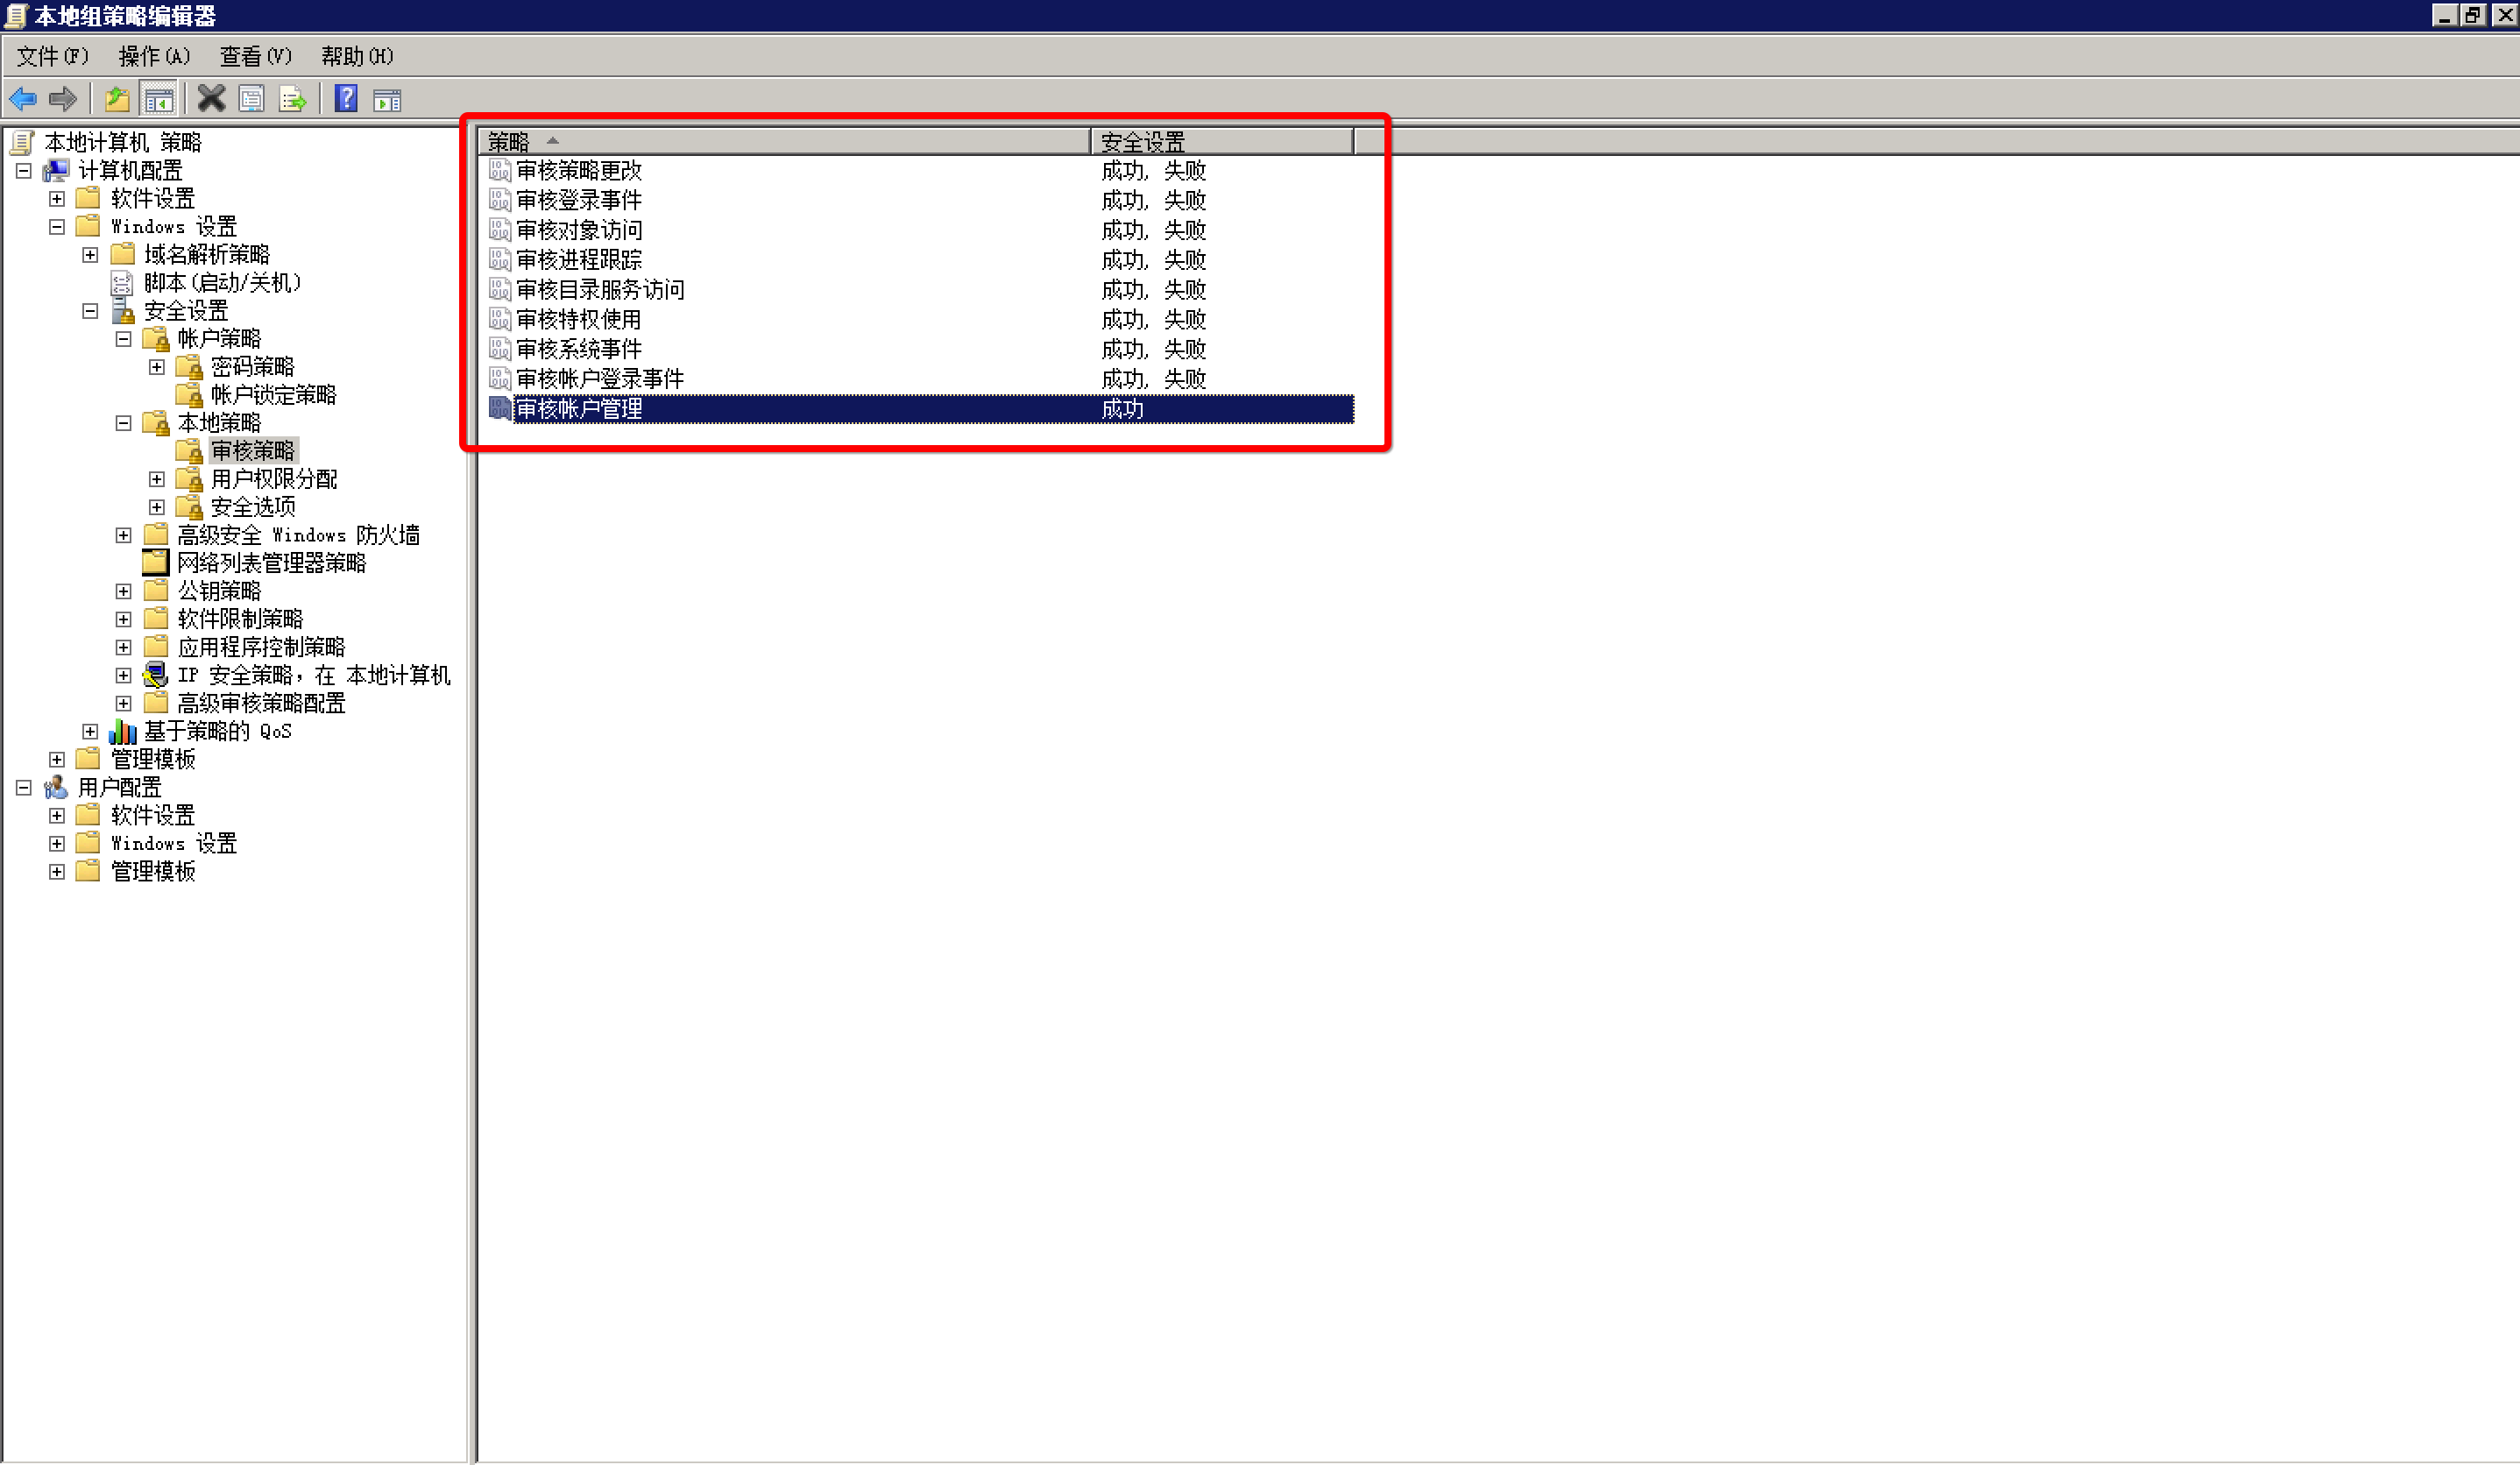 本地组策略编辑器
文件(F) 操作(A) 查看(V) 帮助(H)
本地计算机 策略
计算机配置
软件设置
Windows 设置
域名解析策略
脚本(启动/关机)
安全设置
帐户策略
密码策略
帐户锁定策略
本地策略
审核策略
用户权限分配
安全选项
高级安全 Windows 防火墙
网络列表管理器策略
公钥策略
软件限制策略
应用程序控制策略
IP 安全策略，在 本地计算机
高级审核策略配置
基于策略的 QoS
管理模板
用户配置
软件设置
Windows 设置
管理模板
策略 安全设置
审核策略更改 成功, 失败
审核登录事件 成功, 失败
审核对象访问 成功, 失败
审核进程跟踪 成功, 失败
审核目录服务访问 成功, 失败
审核特权使用 成功, 失败
审核系统事件 成功, 失败
审核帐户登录事件 成功, 失败
审核帐户管理 成功